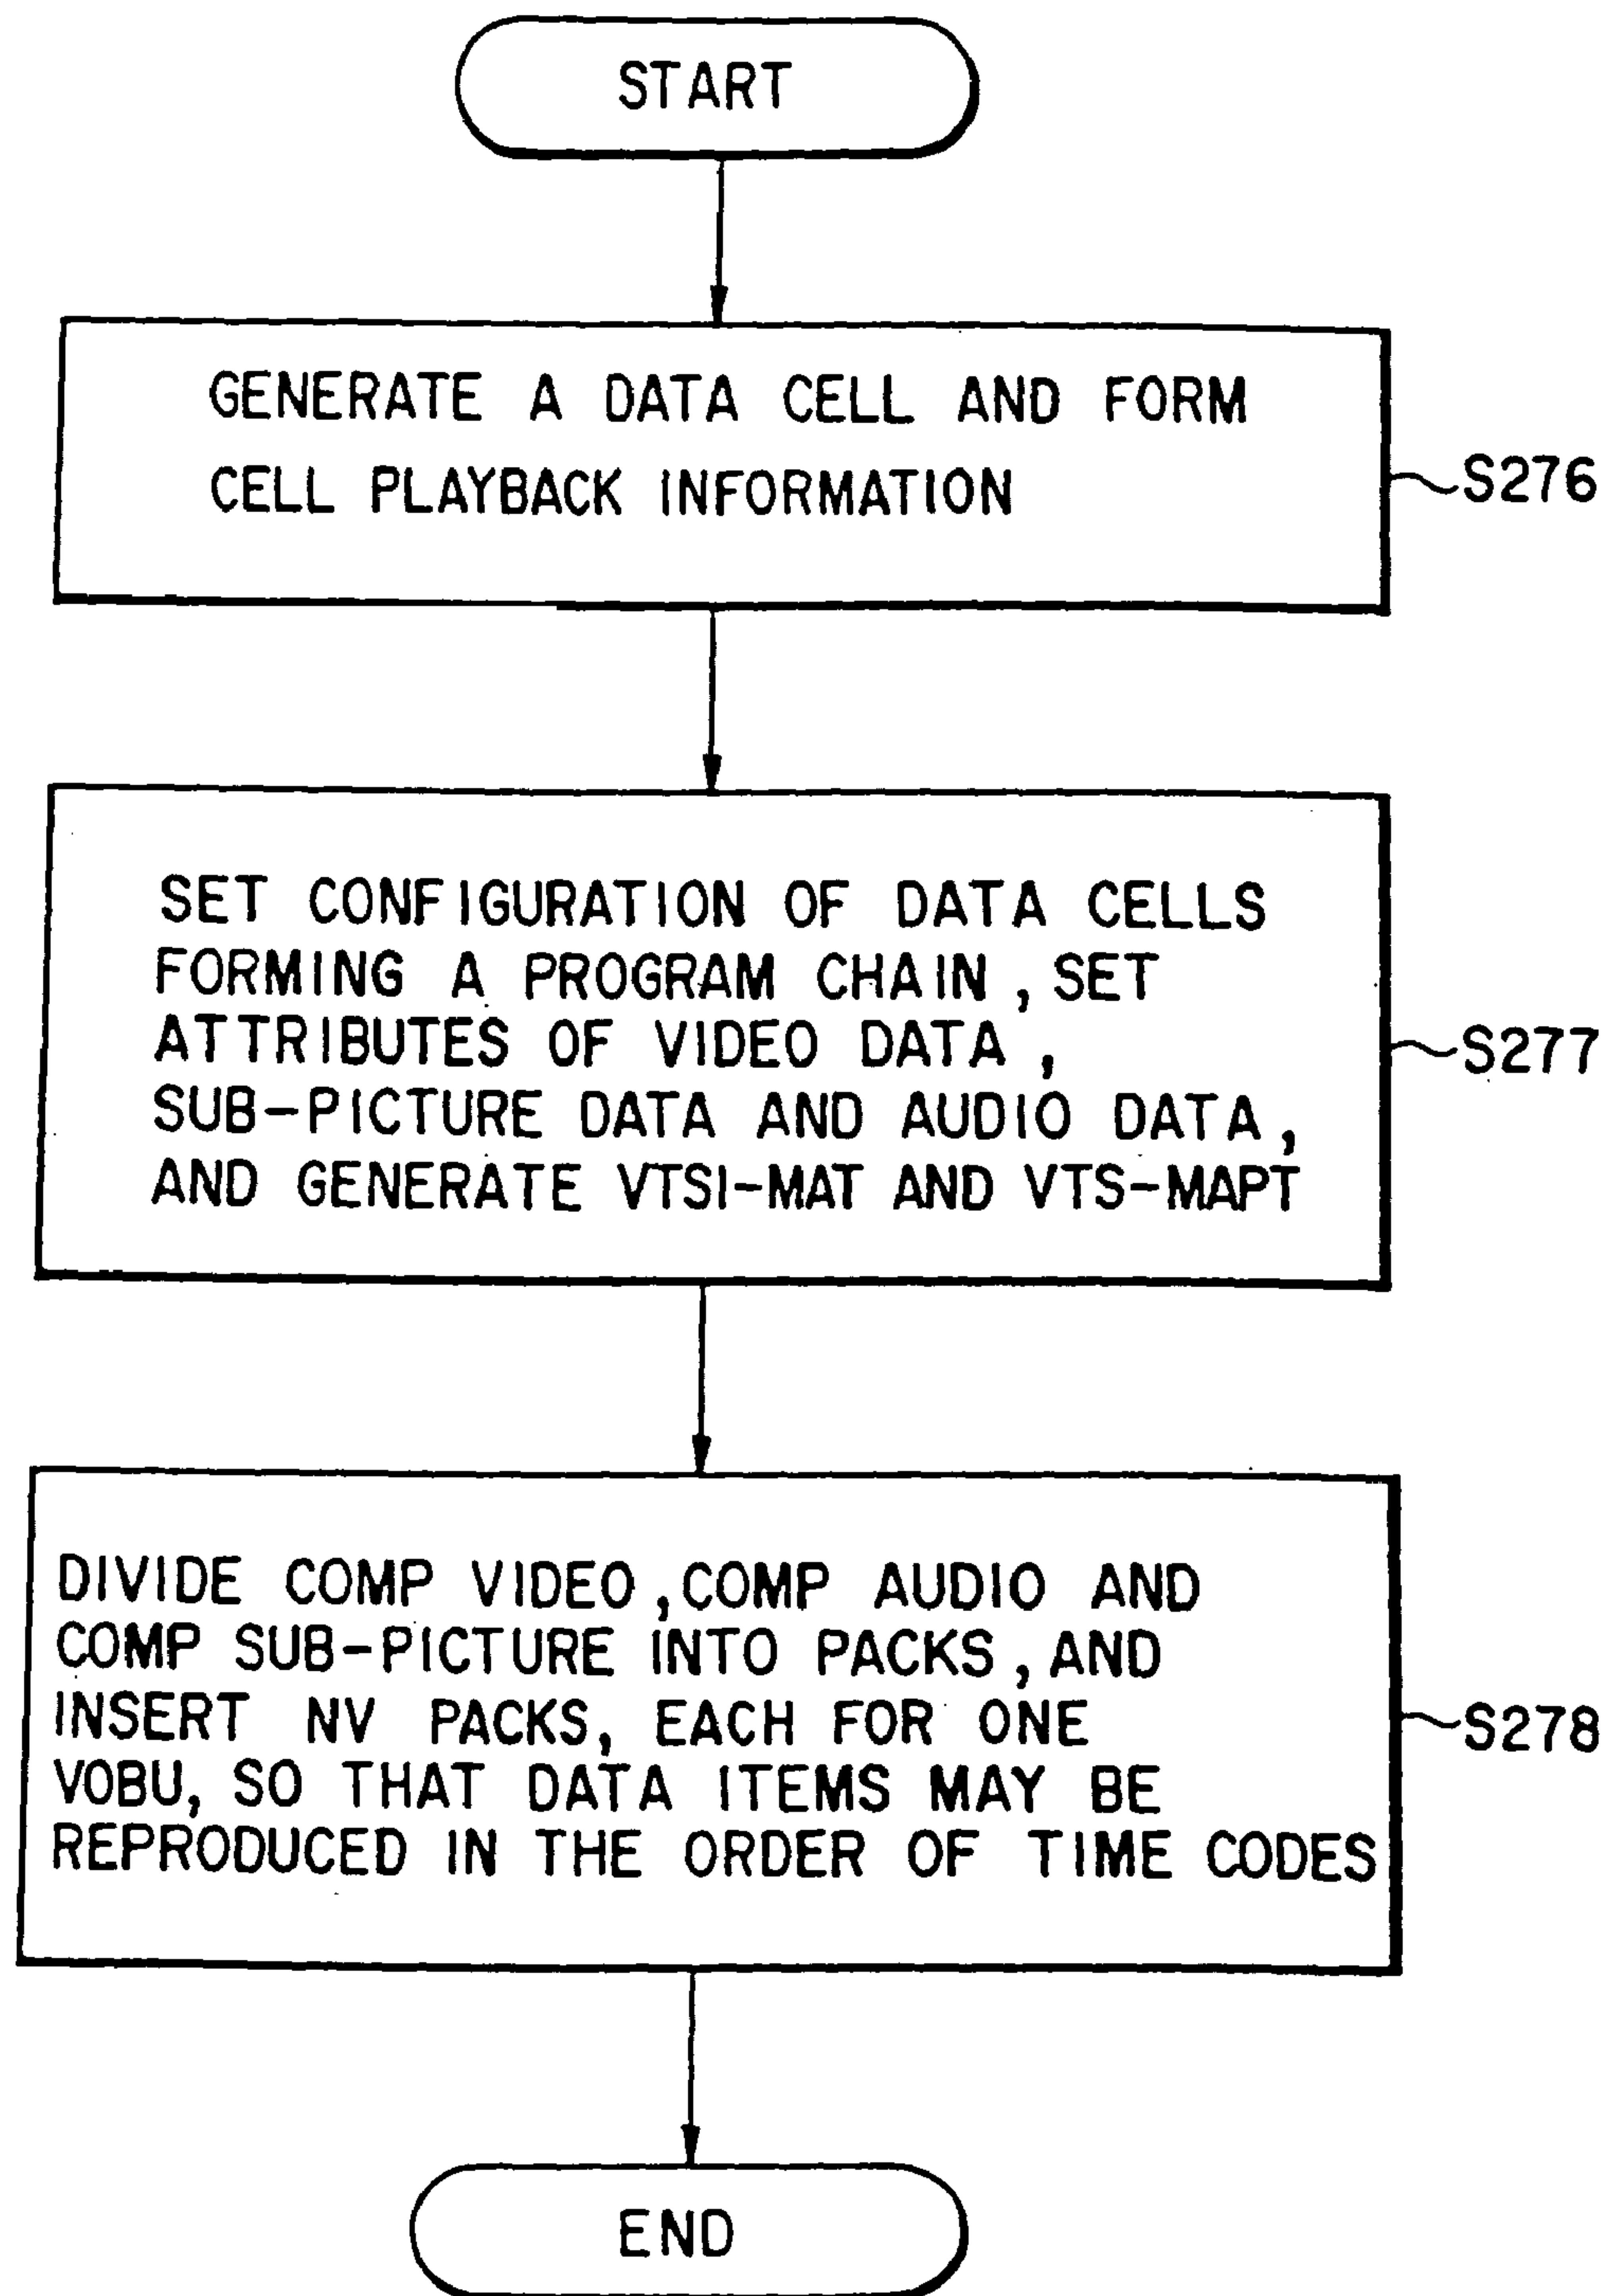 START
GENERATE A DATA CELL AND FORM
CELL PLAYBACK INFORMATION
S276
SET CONFIGURATION OF DATA CELLS
FORMING A PROGRAM CHAIN, SET
ATTRIBUTES OF VIDEO DATA,
SUB-PICTURE DATA AND AUDIO DATA,
AND GENERATE VTSI-MAT AND VTS-MAPT
S277
DIVIDE COMP VIDEO, COMP AUDIO AND
COMP SUB-PICTURE INTO PACKS, AND
INSERT NV PACKS, EACH FOR ONE
VOBU, SO THAT DATA ITEMS MAY BE
REPRODUCED IN THE ORDER OF TIME CODES
S278
END